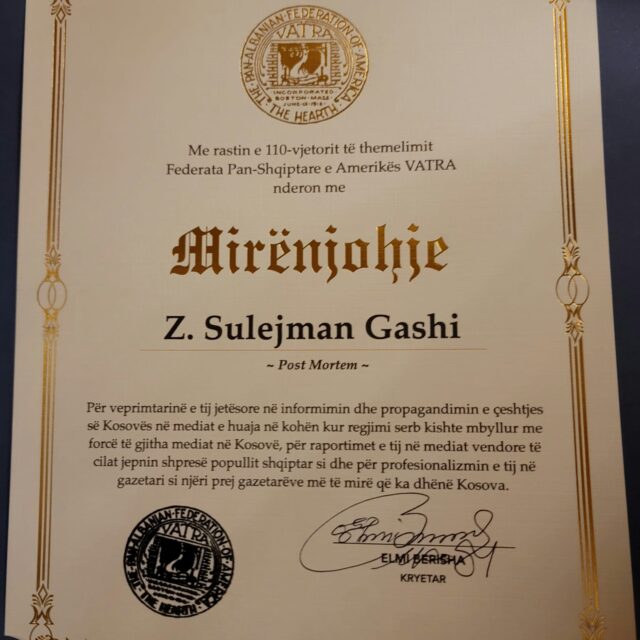 THE PAN-ALBANIAN FEDERATION OF AMERICA
VATRA
INCORPORATED
BOSTON-MASS.
THE HEARTH
Me rastin e 110-vjetorit të themelimit
Federata Pan-Shqiptare e Amerikës VATRA
nderon me
Mirënjohje
Z. Sulejman Gashi
~ Post Mortem ~
Për veprimtarinë e tij jetësore në informimin dhe propagandimin e çeshtjes
së Kosovës në mediat e huaja në kohën kur regjimi serb kishte mbyllur me
forcë të gjitha mediat në Kosovë, për raportimet e tij në mediat vendore të
cilat jepnin shpresë popullit shqiptar si dhe për profesionalizmin e tij në
gazetari si njëri prej gazetarëve më të mirë që ka dhënë Kosova.
THE PAN-ALBANIAN-FEDERATION OF AMERICA
VATRA
THE HEARTH
ELMI BERISHA
KRYETAR